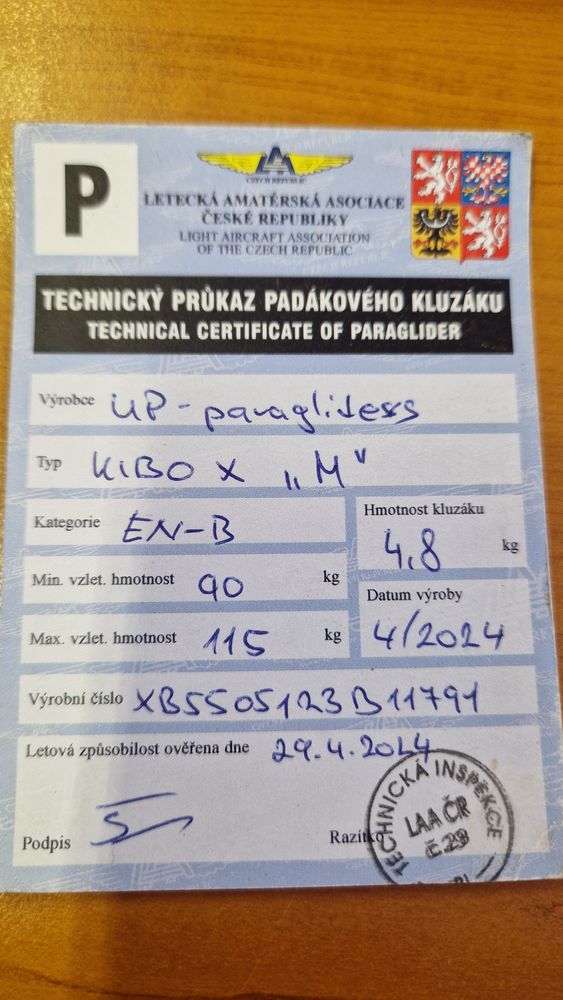 P
CZECH REPUBLIC
LETECKÁ AMATÉRSKÁ ASOCIACE
ČESKÉ REPUBLIKY
LIGHT AIRCRAFT ASSOCIATION
OF THE CZECH REPUBLIC
TECHNICKÝ PRŮKAZ PADÁKOVÉHO KLUZÁKU
TECHNICAL CERTIFICATE OF PARAGLIDER
Výrobce UP-paraglidess
Typ KIBO X „M"
Kategorie EN-B
Hmotnost kluzáku
4,8 kg
Min. vzlet. hmotnost 90 kg
Datum výroby
4/2024
Max. vzlet. hmotnost 115 kg
Výrobní číslo XB5505123B11791
Letová způsobilost ověřena dne 29.4.2024
Podpis
Razítko
TECHNICKÁ INSPEKCE
LAA ČR
č.29